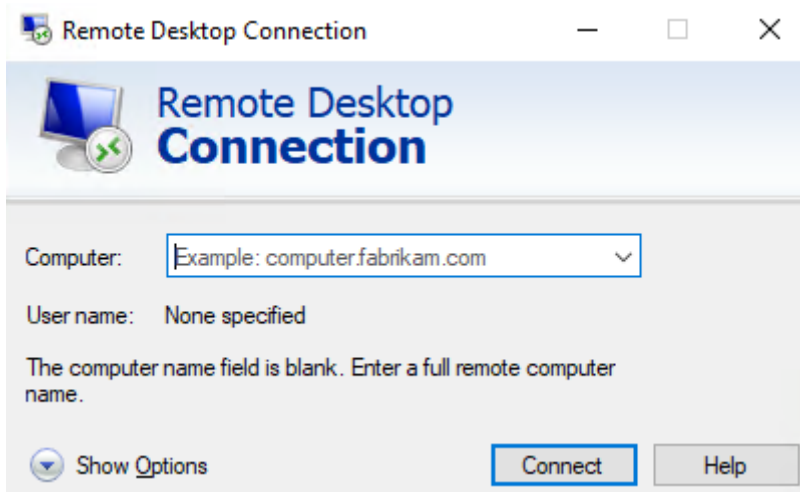 Remote Desktop Connection
Remote Desktop
Connection
Computer: Example: computer.fabrikam.com
User name: None specified
The computer name field is blank. Enter a full remote computer
name.
Show Options Connect Help